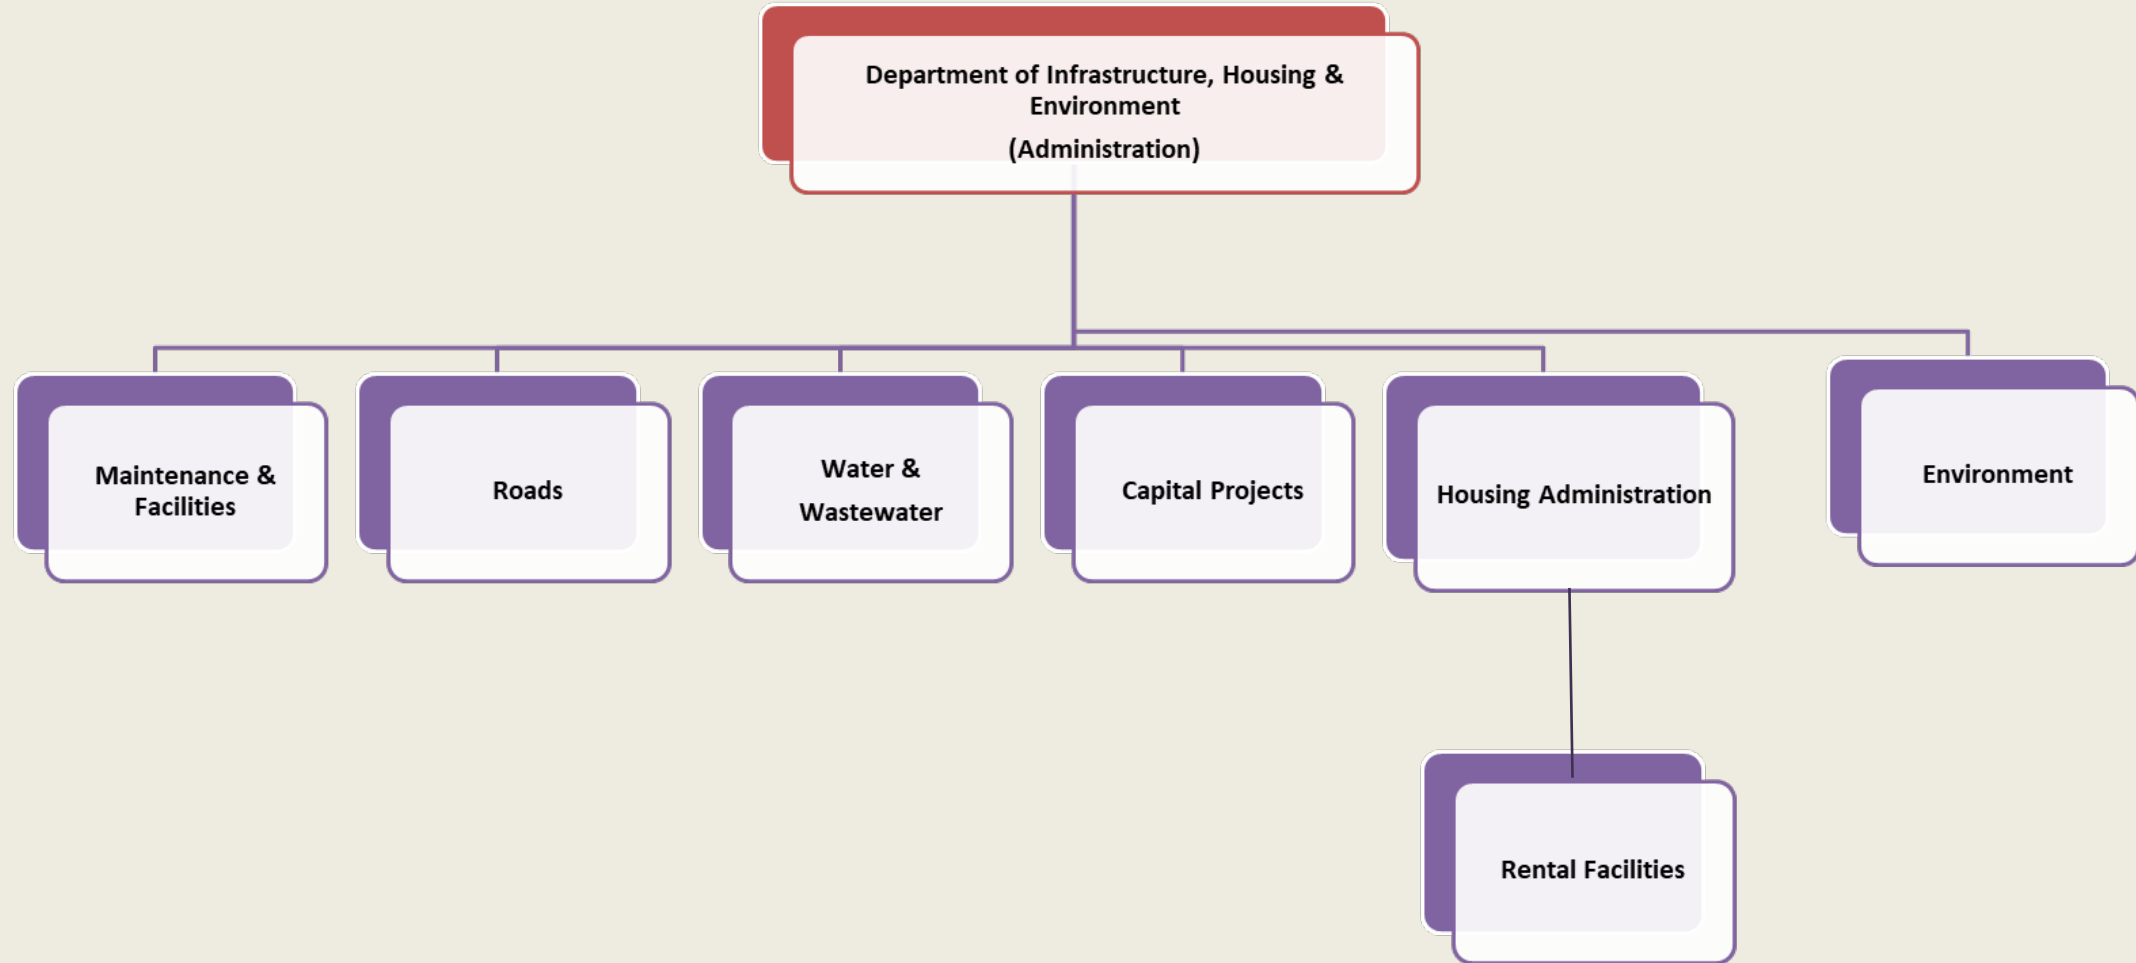 Department of Infrastructure, Housing &
Environment
(Administration)
Maintenance &
Facilities
Roads
Water &
Wastewater
Capital Projects
Housing Administration
Environment
Rental Facilities